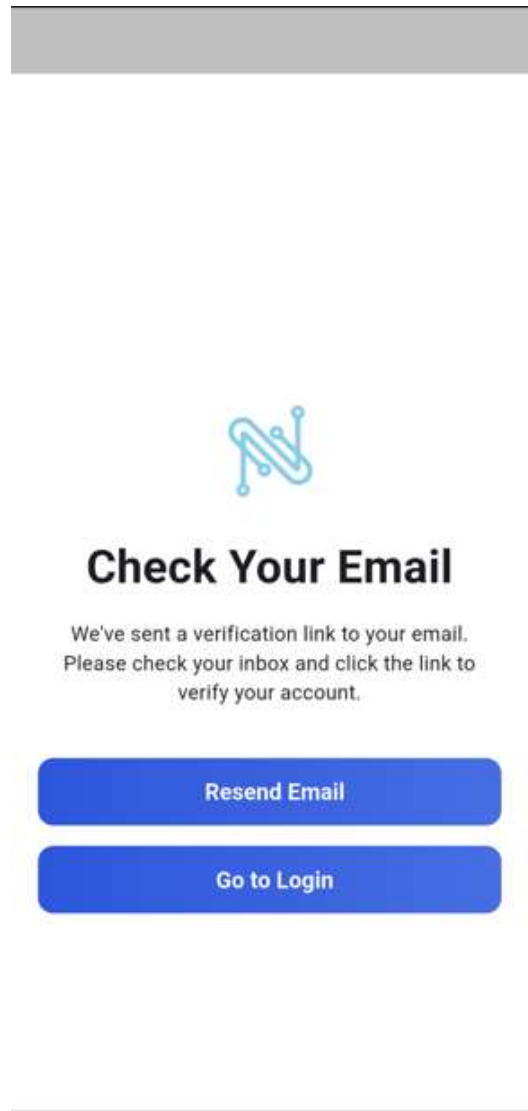 Check Your Email
We've sent a verification link to your email.
Please check your inbox and click the link to
verify your account.
Resend Email
Go to Login